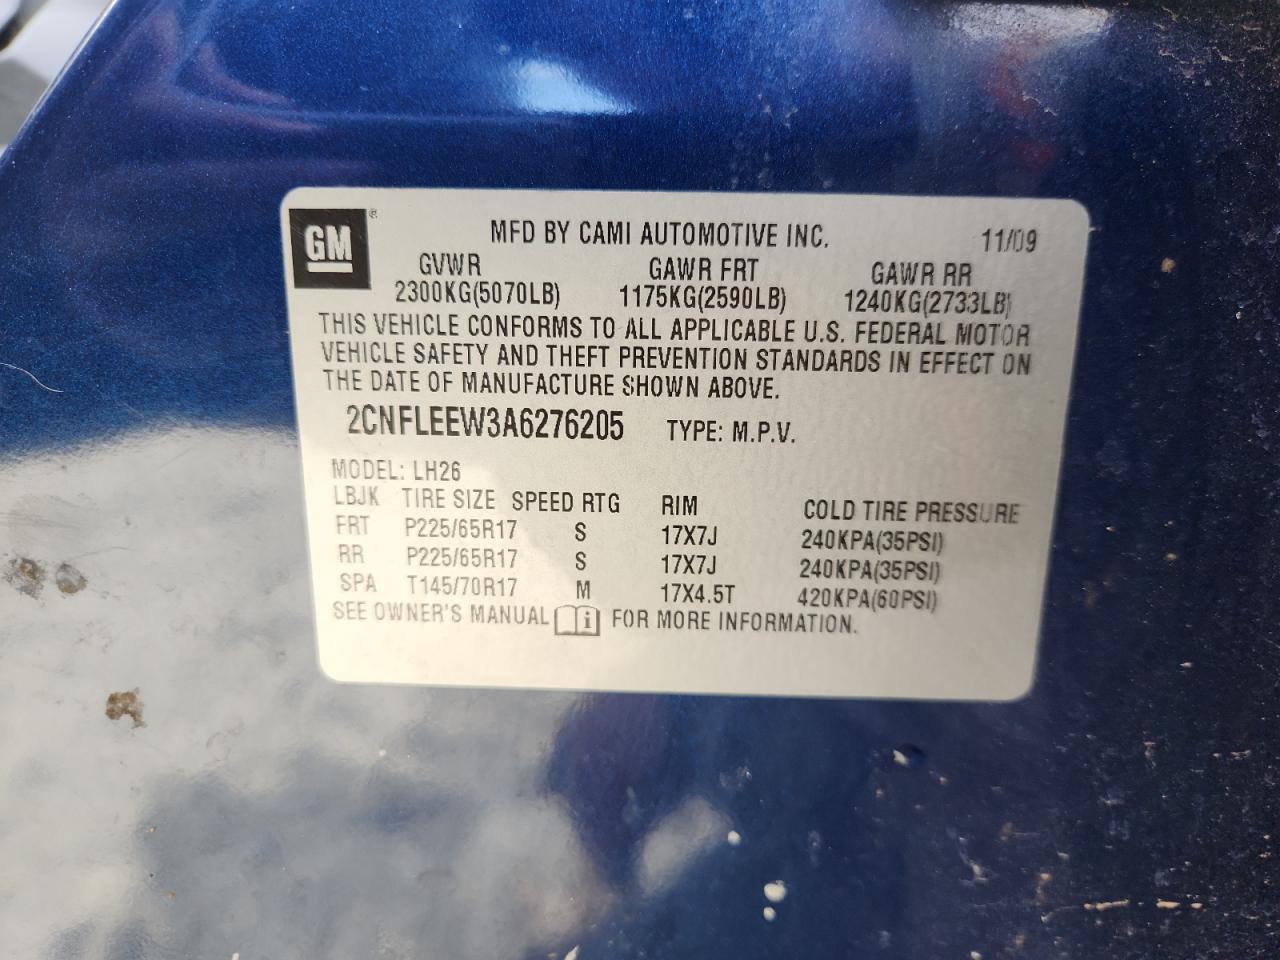 GM ®
MFD BY CAMI AUTOMOTIVE INC. 11/09
GVWR GAWR FRT GAWR RR
2300KG(5070LB) 1175KG(2590LB) 1240KG(2733LB)
THIS VEHICLE CONFORMS TO ALL APPLICABLE U.S. FEDERAL MOTOR
VEHICLE SAFETY AND THEFT PREVENTION STANDARDS IN EFFECT ON
THE DATE OF MANUFACTURE SHOWN ABOVE.
2CNFLEEW3A6276205 TYPE: M.P.V.
MODEL: LH26
LBJK TIRE SIZE SPEED RTG RIM COLD TIRE PRESSURE
FRT P225/65R17 S 17X7J 240KPA(35PSI)
RR P225/65R17 S 17X7J 240KPA(35PSI)
SPA T145/70R17 M 17X4.5T 420KPA(60PSI)
SEE OWNER'S MANUAL i FOR MORE INFORMATION.